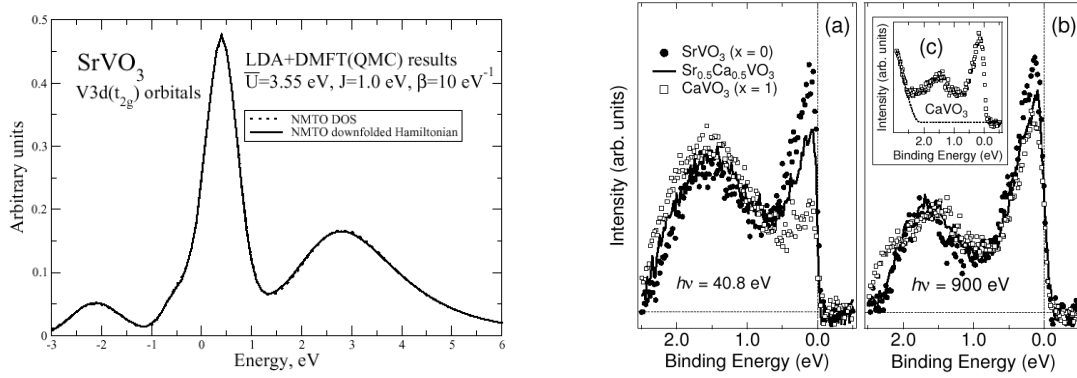 SrVO3
V3d(t2g) orbitals
LDA+DMFT(QMC) results
U̅=3.55 eV, J=1.0 eV, β=10 eV⁻¹
NMTO DOS
NMTO downfolded Hamiltonian
Arbitrary units
0.5
0.4
0.3
0.2
0.1
0
-3 -2 -1 0 1 2 3 4 5 6
Energy, eV
(a)
SrVO3 (x = 0)
Sr0.5Ca0.5VO3
CaVO3 (x = 1)
Intensity (arb. units)
hν = 40.8 eV
2.0 1.0 0.0
Binding Energy (eV)
(b)
(c)
Intensity (arb. units)
CaVO3
2.0 1.0 0.0
Binding Energy (eV)
hν = 900 eV
2.0 1.0 0.0
Binding Energy (eV)